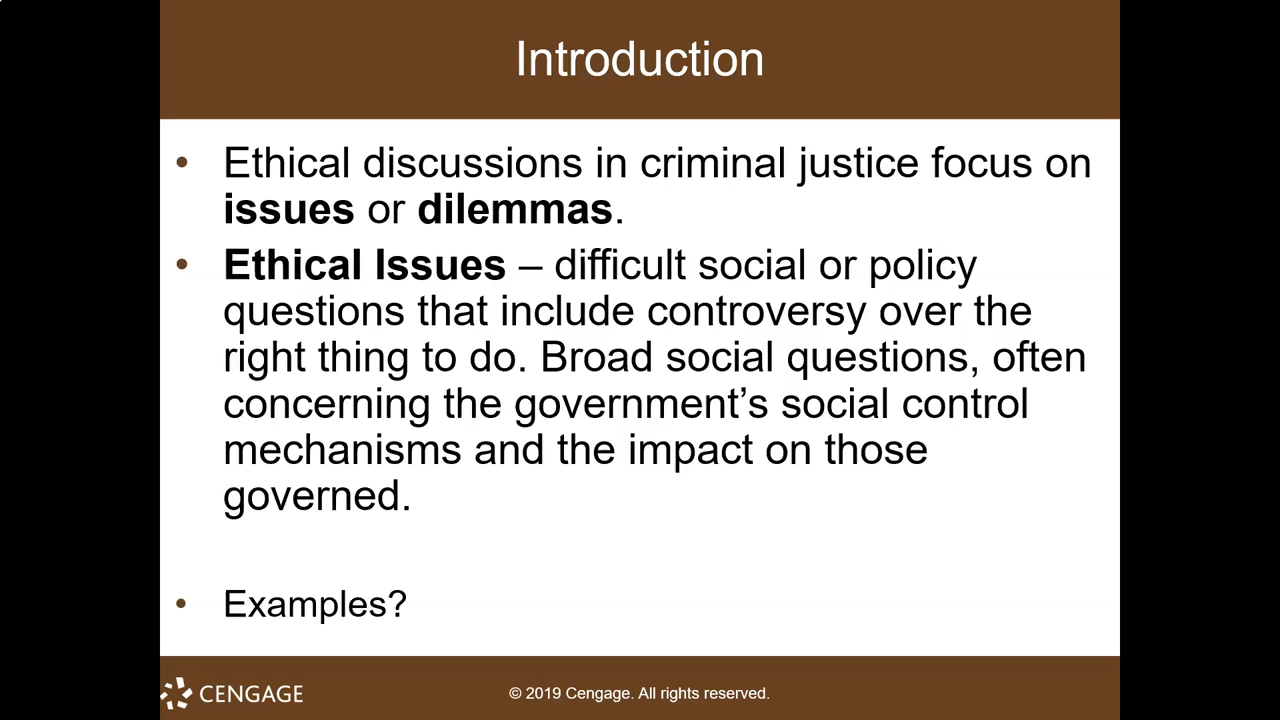 Introduction
• Ethical discussions in criminal justice focus on
issues or dilemmas.
• Ethical Issues – difficult social or policy
questions that include controversy over the
right thing to do. Broad social questions, often
concerning the government’s social control
mechanisms and the impact on those
governed.
• Examples?
CENGAGE
© 2019 Cengage. All rights reserved.